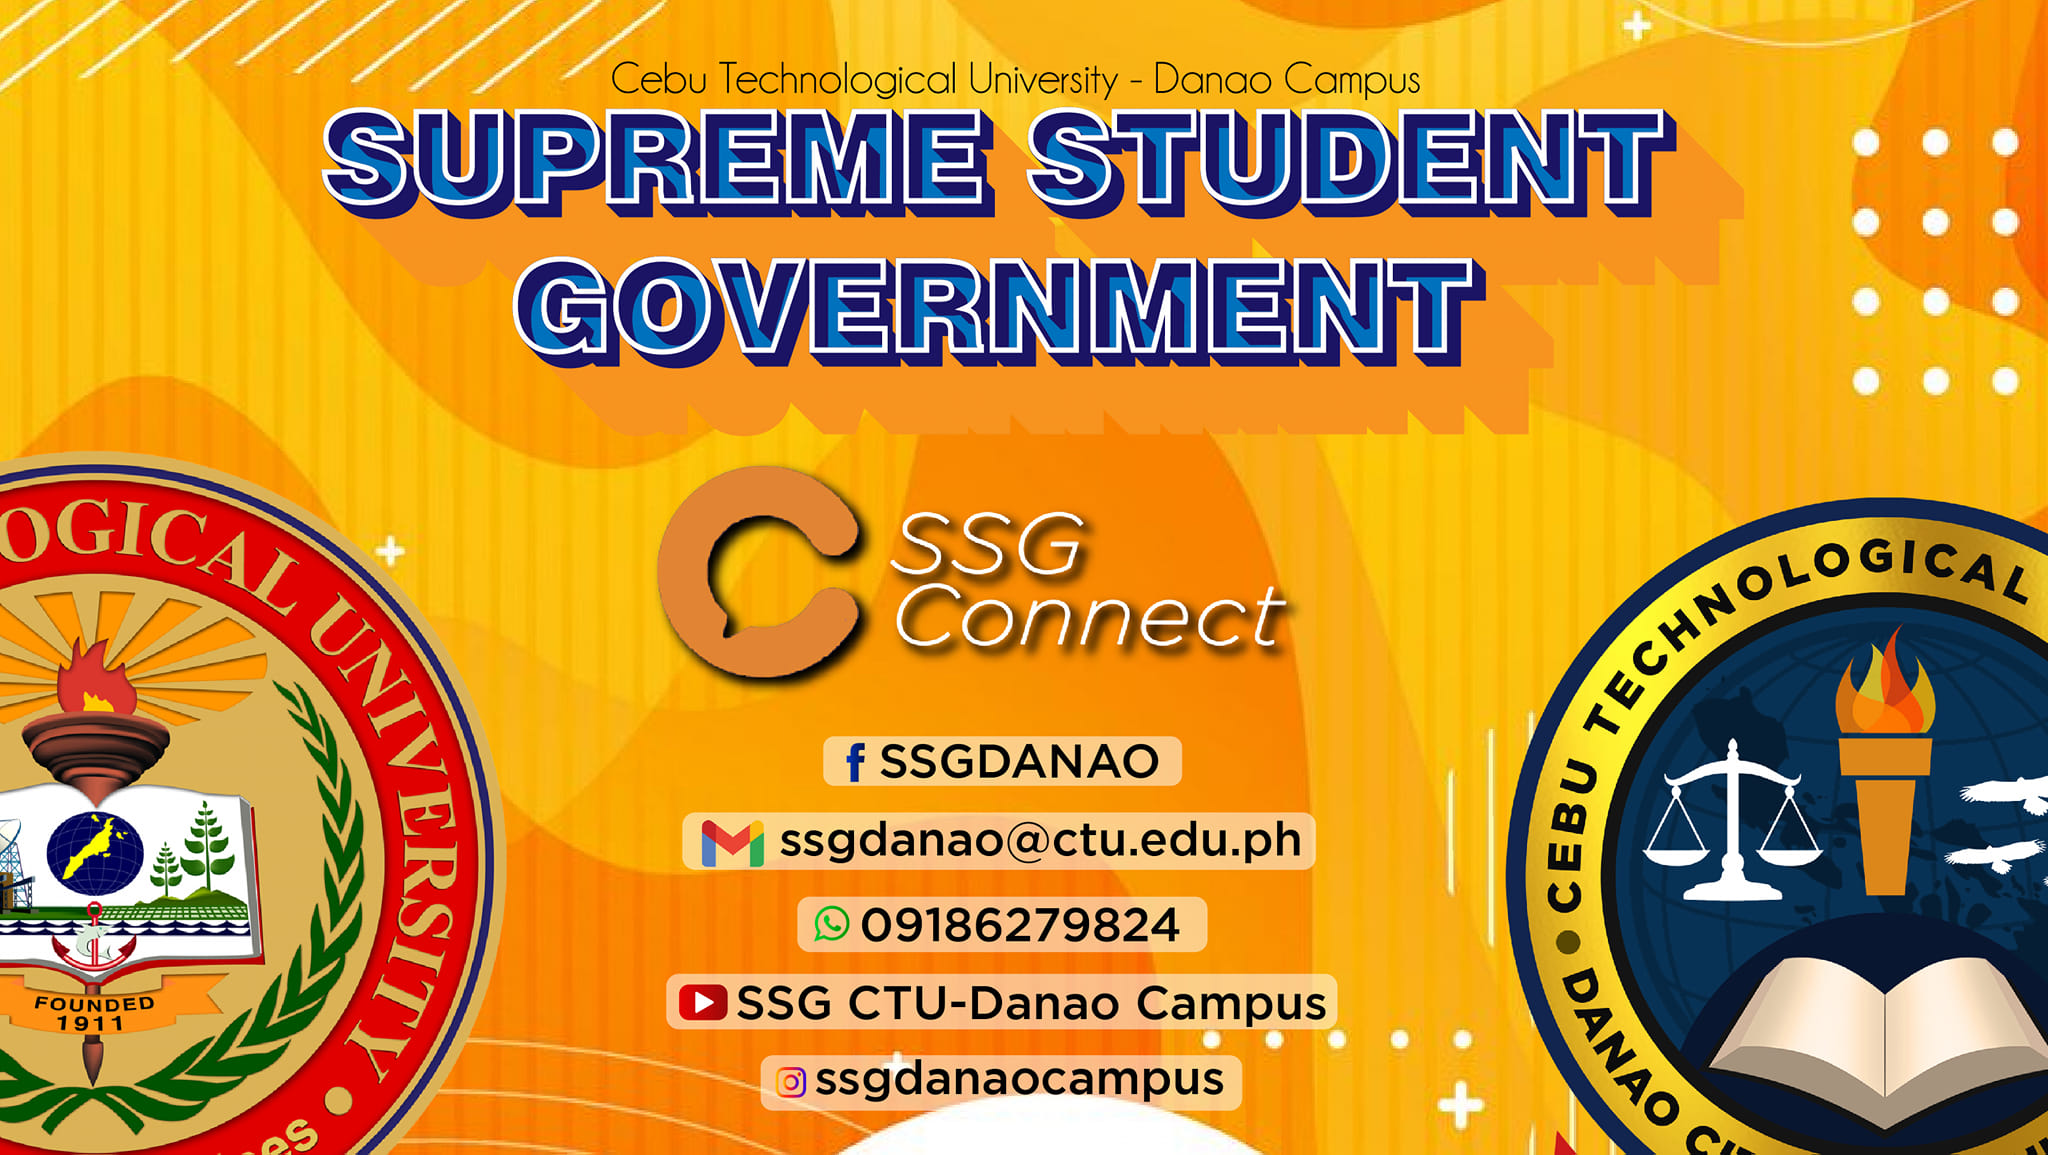 Cebu Technological University - Danao Campus
SUPREME STUDENT
GOVERNMENT
SSG
Connect
SSGDANAO
ssgdanao@ctu.edu.ph
09186279824
SSG CTU-Danao Campus
ssgdanaocampus
OGICAL UNIVERSITY
FOUNDED
1911
CEBU TECHNOLOGICAL
DANAO